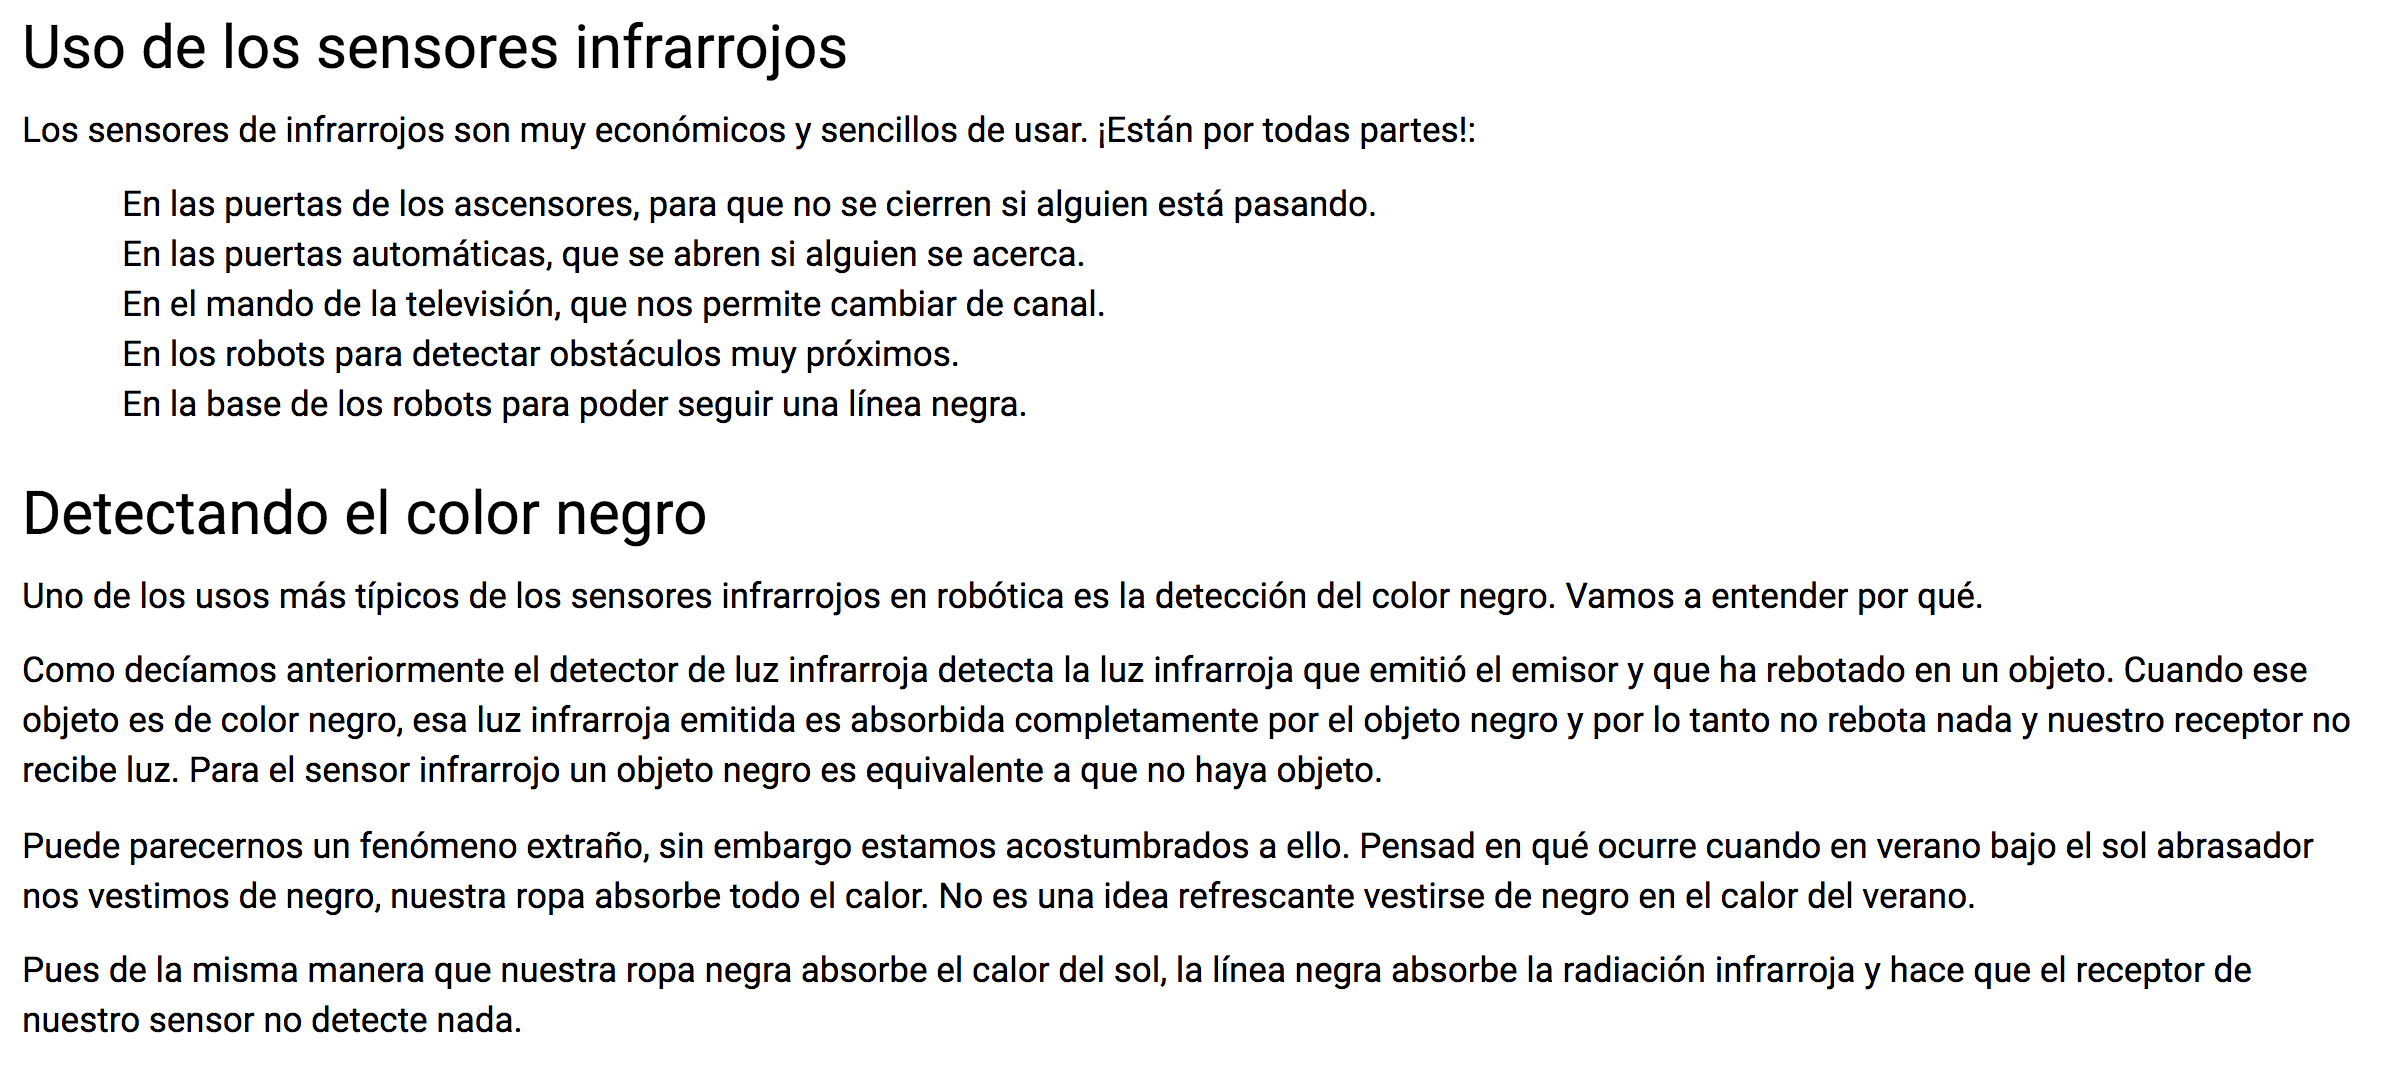 Uso de los sensores infrarrojos
Los sensores de infrarrojos son muy económicos y sencillos de usar. ¡Están por todas partes!:
En las puertas de los ascensores, para que no se cierren si alguien está pasando.
En las puertas automáticas, que se abren si alguien se acerca.
En el mando de la televisión, que nos permite cambiar de canal.
En los robots para detectar obstáculos muy próximos.
En la base de los robots para poder seguir una línea negra.
Detectando el color negro
Uno de los usos más típicos de los sensores infrarrojos en robótica es la detección del color negro. Vamos a entender por qué.
Como decíamos anteriormente el detector de luz infrarroja detecta la luz infrarroja que emitió el emisor y que ha rebotado en un objeto. Cuando ese
objeto es de color negro, esa luz infrarroja emitida es absorbida completamente por el objeto negro y por lo tanto no rebota nada y nuestro receptor no
recibe luz. Para el sensor infrarrojo un objeto negro es equivalente a que no haya objeto.
Puede parecernos un fenómeno extraño, sin embargo estamos acostumbrados a ello. Pensad en qué ocurre cuando en verano bajo el sol abrasador
nos vestimos de negro, nuestra ropa absorbe todo el calor. No es una idea refrescante vestirse de negro en el calor del verano.
Pues de la misma manera que nuestra ropa negra absorbe el calor del sol, la línea negra absorbe la radiación infrarroja y hace que el receptor de
nuestro sensor no detecte nada.